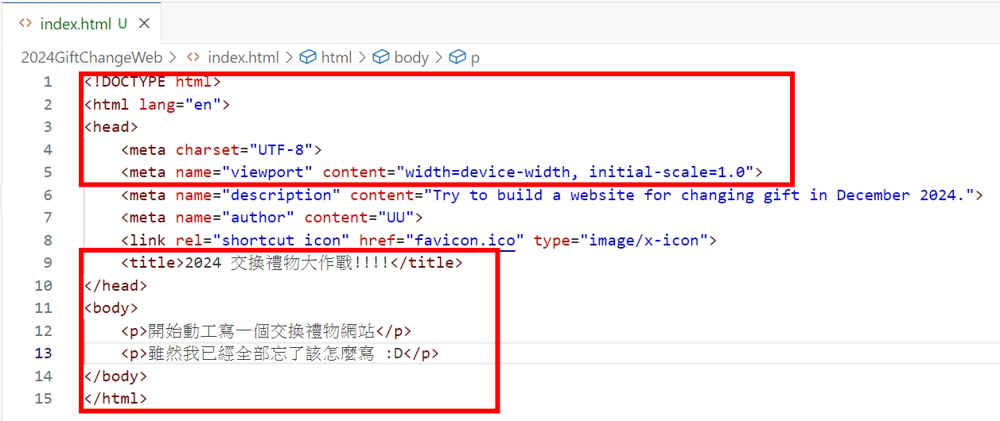 index.html U
2024GiftChangeWeb > index.html > html > body > p
1 <!DOCTYPE html>
2 <html lang="en">
3 <head>
4 <meta charset="UTF-8">
5 <meta name="viewport" content="width=device-width, initial-scale=1.0">
6 <meta name="description" content="Try to build a website for changing gift in December 2024.">
7 <meta name="author" content="UU">
8 <link rel="shortcut icon" href="favicon.ico" type="image/x-icon">
9 <title>2024 交換禮物大作戰!!!!</title>
10 </head>
11 <body>
12 <p>開始動工寫一個交換禮物網站</p>
13 <p>雖然我已經全部忘了該怎麼寫 :D</p>
14 </body>
15 </html>